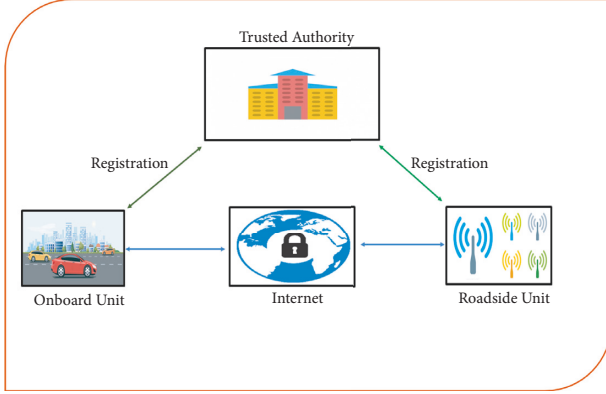 Trusted Authority
Registration
Registration
Onboard Unit
Internet
Roadside Unit